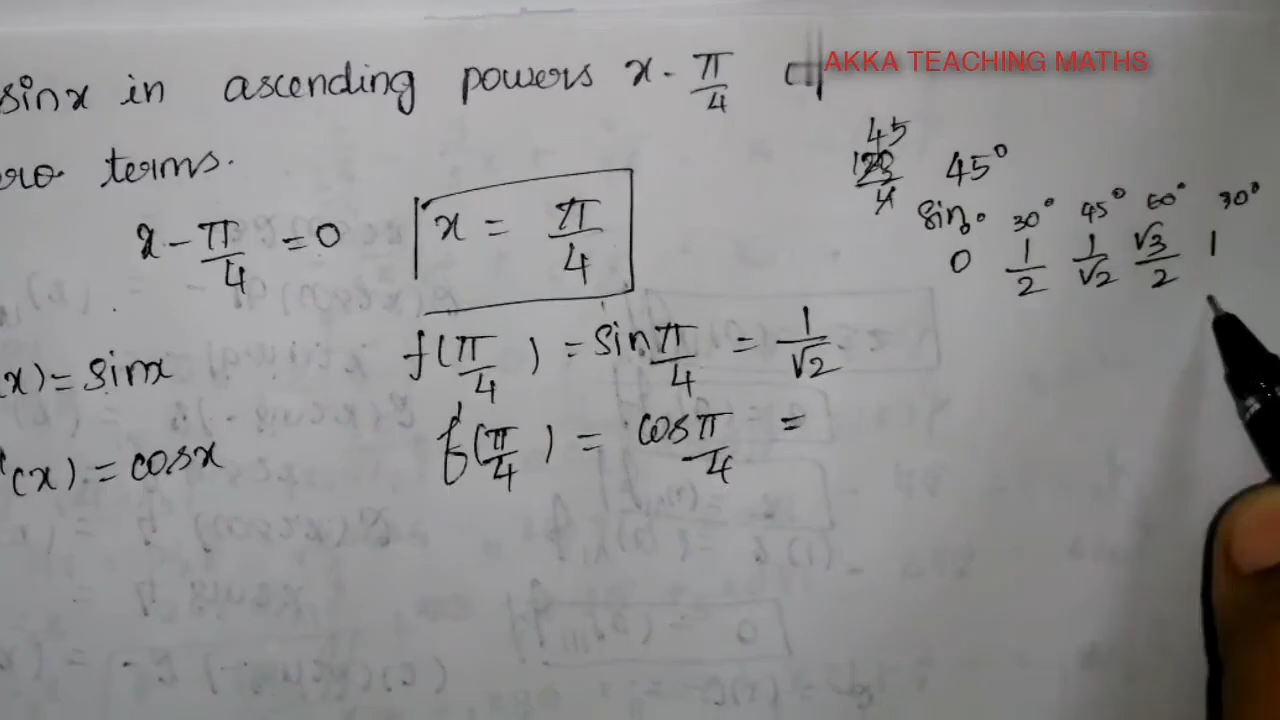 sinx in ascending powers x - π/4
AKKA TEACHING MATHS
terms.
x - π/4 = 0
x = π/4
45
4
45°
sin 0° 30° 45° 60° 90°
0 1/2 1/√2 √3/2 1
(x) = sinx
f(π/4) = sin π/4 = 1/√2
'(x) = cosx
f'(π/4) = cos π/4 =